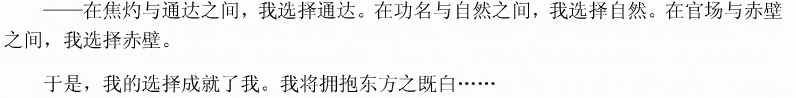 ——在焦灼与通达之间，我选择通达。在功名与自然之间，我选择自然。在官场与赤壁
之间，我选择赤壁。
于是，我的选择成就了我。我将拥抱东方之既白……